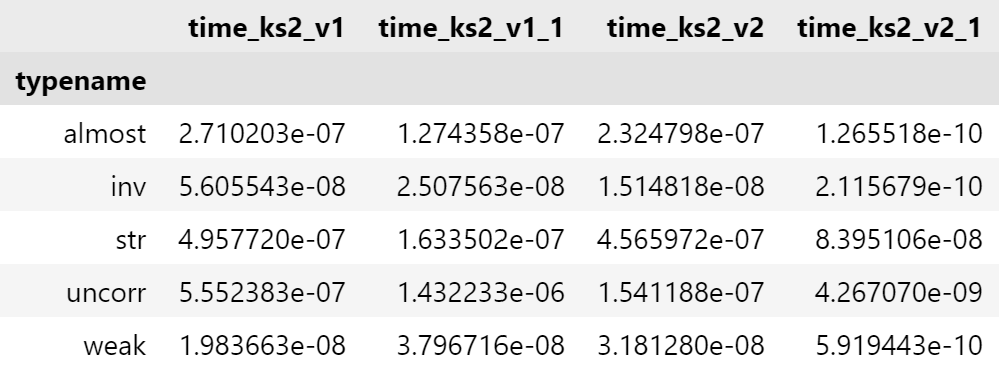 time_ks2_v1 time_ks2_v1_1 time_ks2_v2 time_ks2_v2_1
typename
almost 2.710203e-07 1.274358e-07 2.324798e-07 1.265518e-10
inv 5.605543e-08 2.507563e-08 1.514818e-08 2.115679e-10
str 4.957720e-07 1.633502e-07 4.565972e-07 8.395106e-08
uncorr 5.552383e-07 1.432233e-06 1.541188e-07 4.267070e-09
weak 1.983663e-08 3.796716e-08 3.181280e-08 5.919443e-10